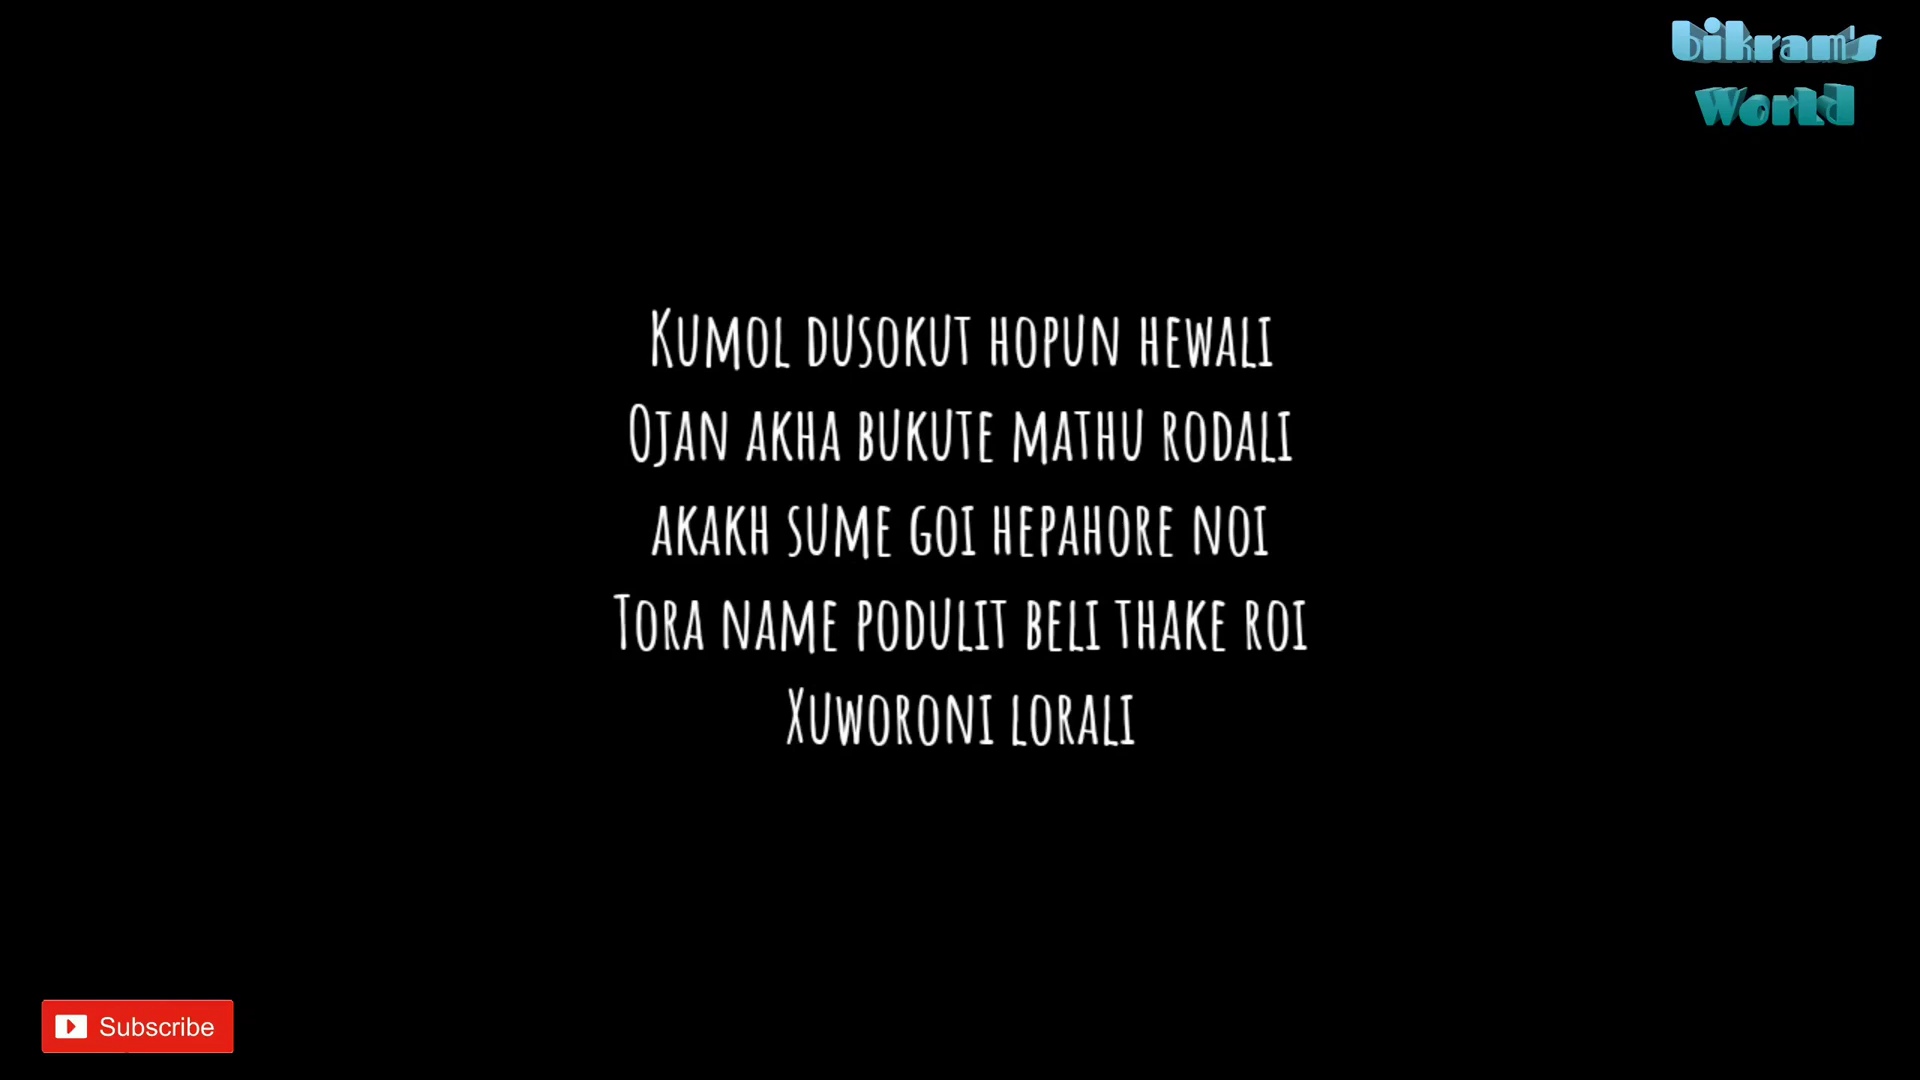 bikram's
World
Kumol dusokut hopun hewali
Ojan akha bukute mathu rodali
akakh sume goi hepahore noi
Tora name podulit beli thake roi
Xuworoni lorali
Subscribe